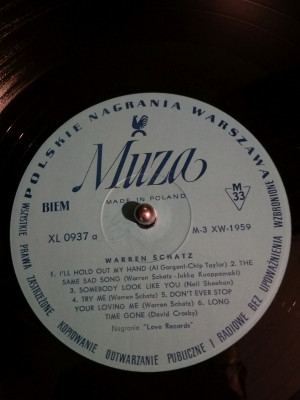 POLSKIE NAGRANIA WARSZAWA
Muza
MADE IN POLAND
BIEM
M
33
XL 0937 a
M-3 XW-1959
WARREN SCHATZ
1. I'LL HOLD OUT MY HAND (Al Gorgont-Chip Taylor) 2. THE
SAME SAD SONG (Warren Schatz-Jukka Kuoppamaki)
3. SOMEBODY LOOK LIKE YOU (Neil Sheehan)
4. TRY ME (Warren Schatz) 5. DON'T EVER STOP
YOUR LOVING ME (Warren Schatz) 6. LONG
TIME GONE (David Crosby)
Nagranie "Love Records"
WSZYSTKIE PRAWA ZASTRZEŻONE. KOPIOWANIE ODTWARZANIE PUBLICZNE I RADIOWE BEZ UPOWAŻNIENIA WZBRONIONE